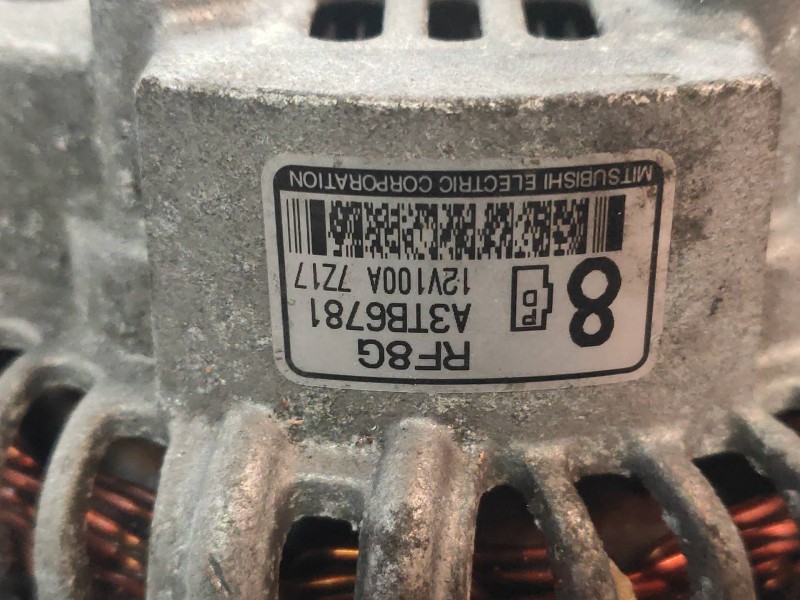 RF8G
A3TB6781
12V100A 7Z17
8
P
D
MITSUBISHI ELECTRIC CORPORATION